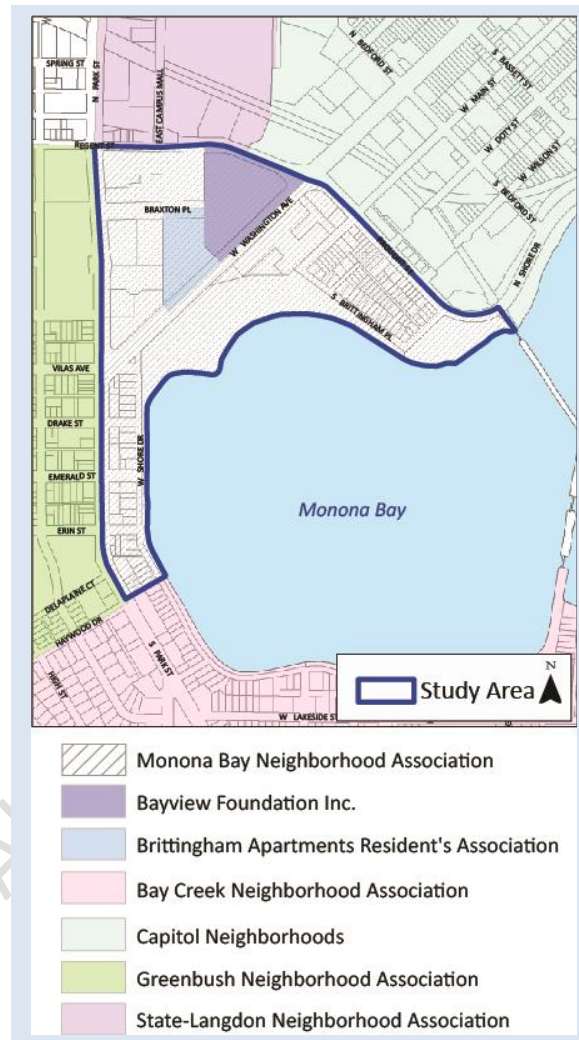 SPRING ST
N PARK ST
EAST CAMPUS MALL
N BEDFORD ST
S BASSETT ST
W MAIN ST
W DOTY ST
W WILSON ST
S BEDFORD ST
REGENT ST
BRAXTON PL
W WASHINGTON AVE
N SHORE DR
S BRITTINGHAM PL
VILAS AVE
DRAKE ST
W SHORE DR
EMERALD ST
ERIN ST
Monona Bay
DELAPLAINE CT
HAYWOOD DR
HIGH ST
S PARK ST
W LAKESIDE ST
N
Study Area
Monona Bay Neighborhood Association
Bayview Foundation Inc.
Brittingham Apartments Resident's Association
Bay Creek Neighborhood Association
Capitol Neighborhoods
Greenbush Neighborhood Association
State-Langdon Neighborhood Association